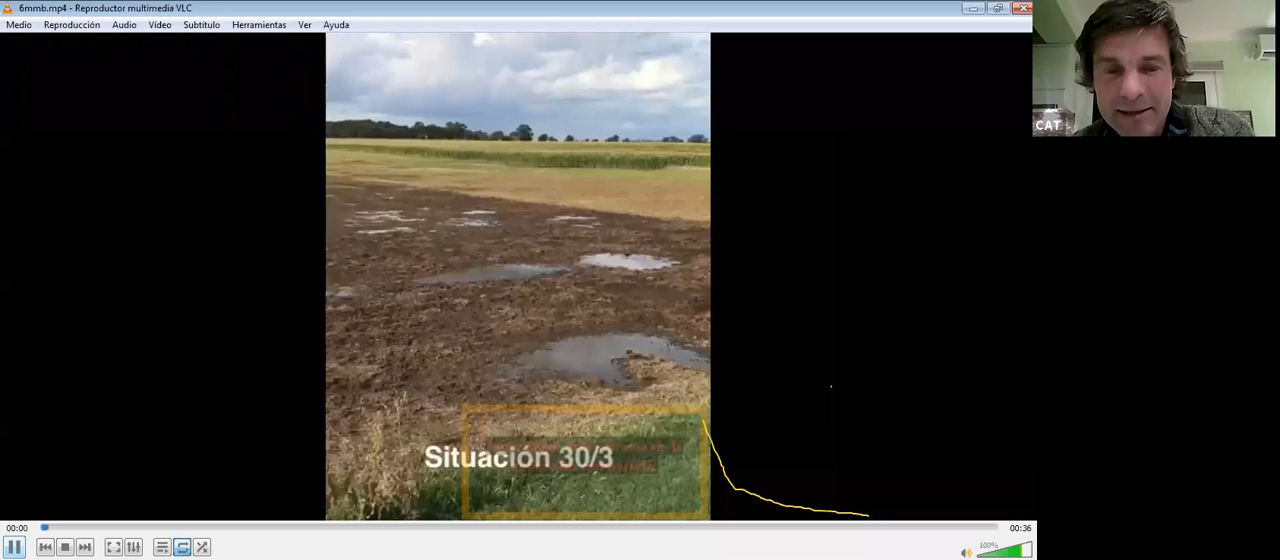 6mmb.mp4 - Reproductor multimedia VLC
Medio Reproducción Audio Vídeo Subtítulo Herramientas Ver Ayuda
CAT
Situación 30/3
00:00
00:36
100%